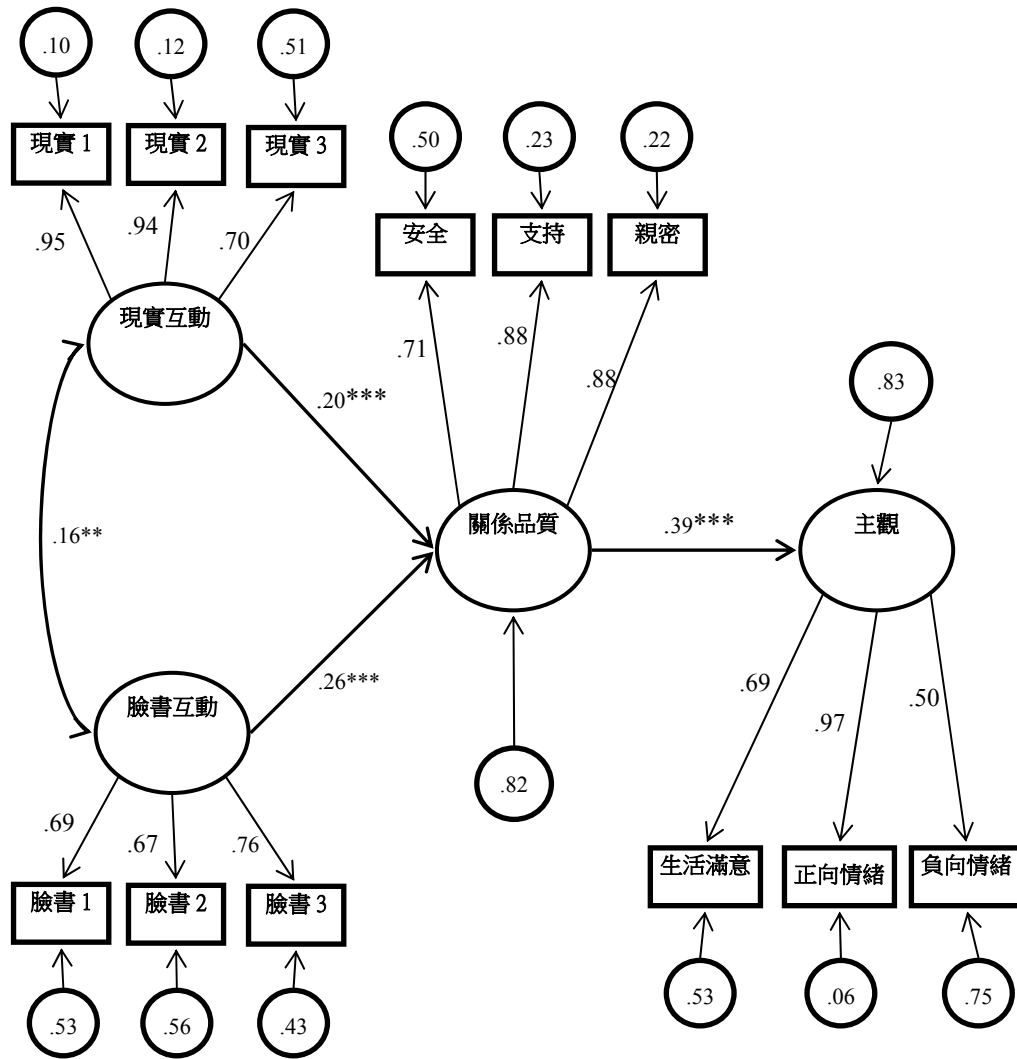 .10
.12
.51
現實 1
現實 2
現實 3
.95
.94
.70
現實互動
.50
.23
.22
安全
支持
親密
.71
.88
.88
.20***
.16**
.83
關係品質
.39***
主觀
臉書互動
.26***
.82
.69
.97
.50
.69
.67
.76
生活滿意
正向情緒
負向情緒
臉書 1
臉書 2
臉書 3
.53
.56
.43
.53
.06
.75